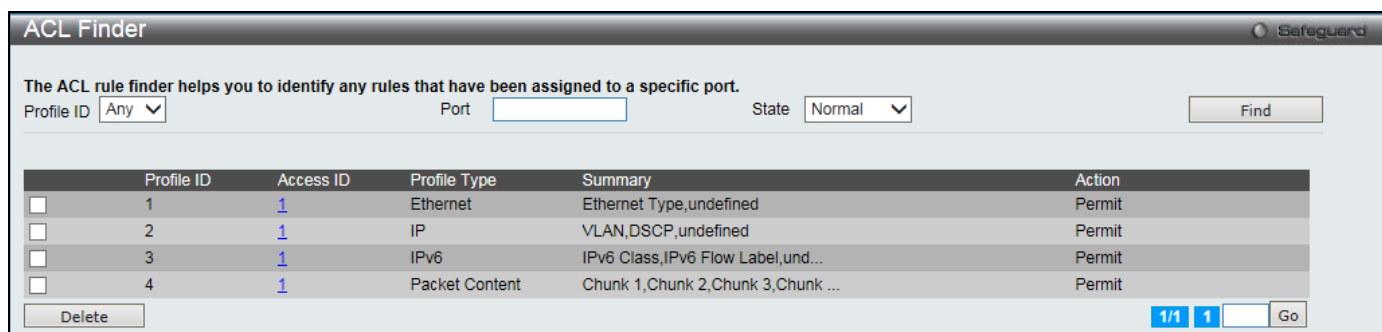 ACL Finder Safeguard
The ACL rule finder helps you to identify any rules that have been assigned to a specific port.
Profile ID Any Port State Normal Find
Profile ID Access ID Profile Type Summary Action
1 1 Ethernet Ethernet Type,undefined Permit
2 1 IP VLAN,DSCP,undefined Permit
3 1 IPv6 IPv6 Class,IPv6 Flow Label,und... Permit
4 1 Packet Content Chunk 1,Chunk 2,Chunk 3,Chunk ... Permit
Delete 1/1 1 Go